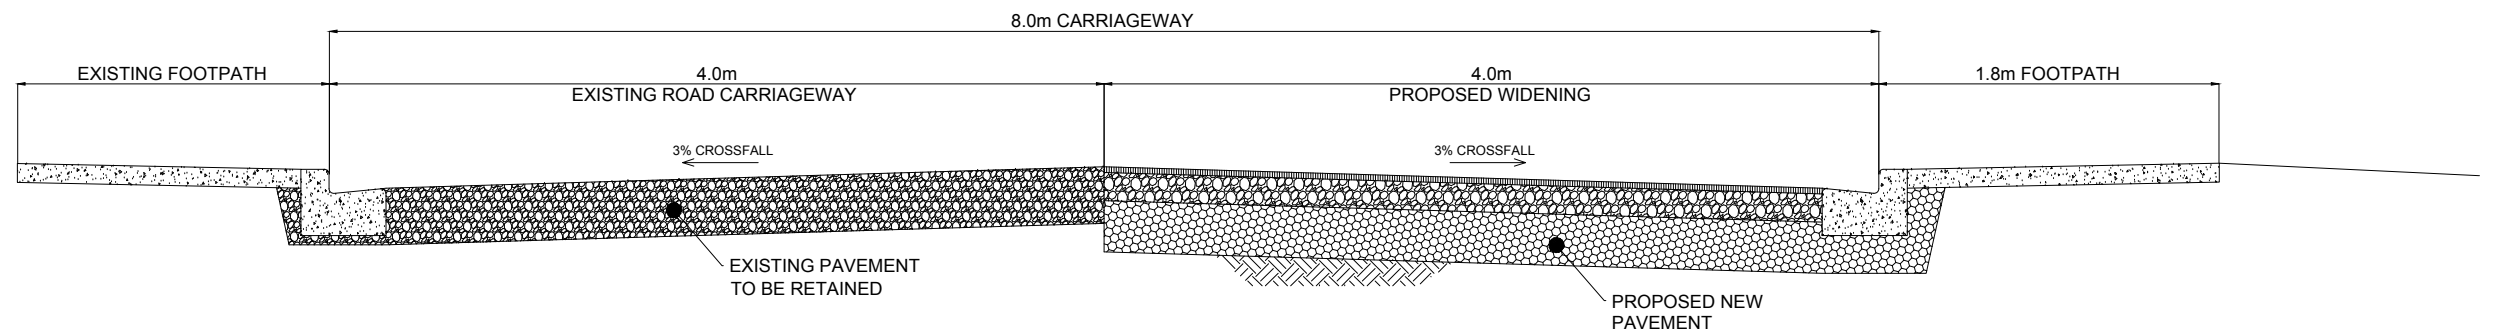 8.0m CARRIAGEWAY
EXISTING FOOTPATH
4.0m
4.0m
1.8m FOOTPATH
EXISTING ROAD CARRIAGEWAY
PROPOSED WIDENING
3% CROSSFALL
3% CROSSFALL
EXISTING PAVEMENT
TO BE RETAINED
PROPOSED NEW
PAVEMENT